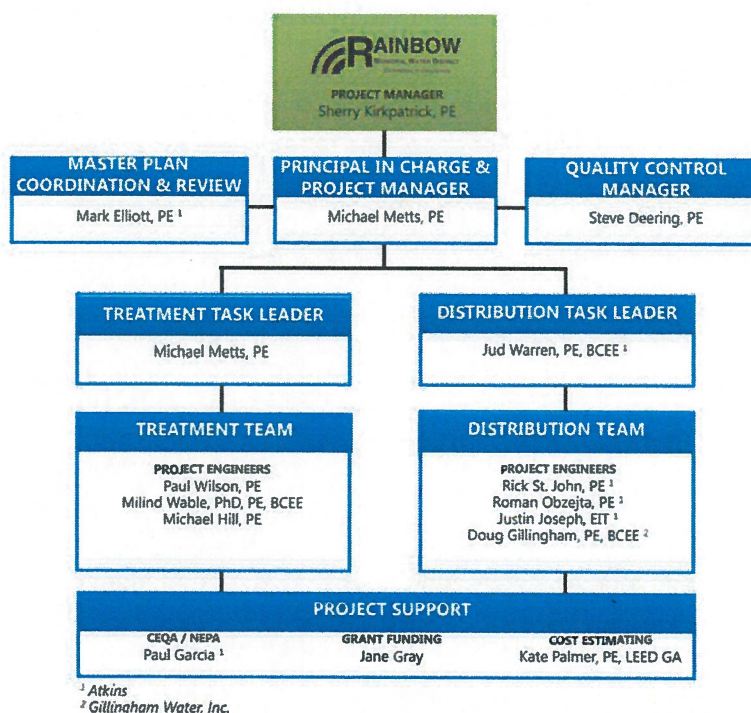 RAINBOW
MUNICIPAL WATER DISTRICT
PROJECT MANAGER
Sherry Kirkpatrick, PE
MASTER PLAN
COORDINATION & REVIEW
Mark Elliott, PE ¹
PRINCIPAL IN CHARGE &
PROJECT MANAGER
Michael Metts, PE
QUALITY CONTROL
MANAGER
Steve Deering, PE
TREATMENT TASK LEADER
Michael Metts, PE
DISTRIBUTION TASK LEADER
Jud Warren, PE, BCEE ¹
TREATMENT TEAM
PROJECT ENGINEERS
Paul Wilson, PE
Milind Wable, PhD, PE, BCEE
Michael Hill, PE
DISTRIBUTION TEAM
PROJECT ENGINEERS
Rick St. John, PE ¹
Roman Obzejta, PE ¹
Justin Joseph, EIT ¹
Doug Gillingham, PE, BCEE ²
PROJECT SUPPORT
CEQA / NEPA
Paul Garcia ¹
GRANT FUNDING
Jane Gray
COST ESTIMATING
Kate Palmer, PE, LEED GA
¹ Atkins
² Gillingham Water, Inc.